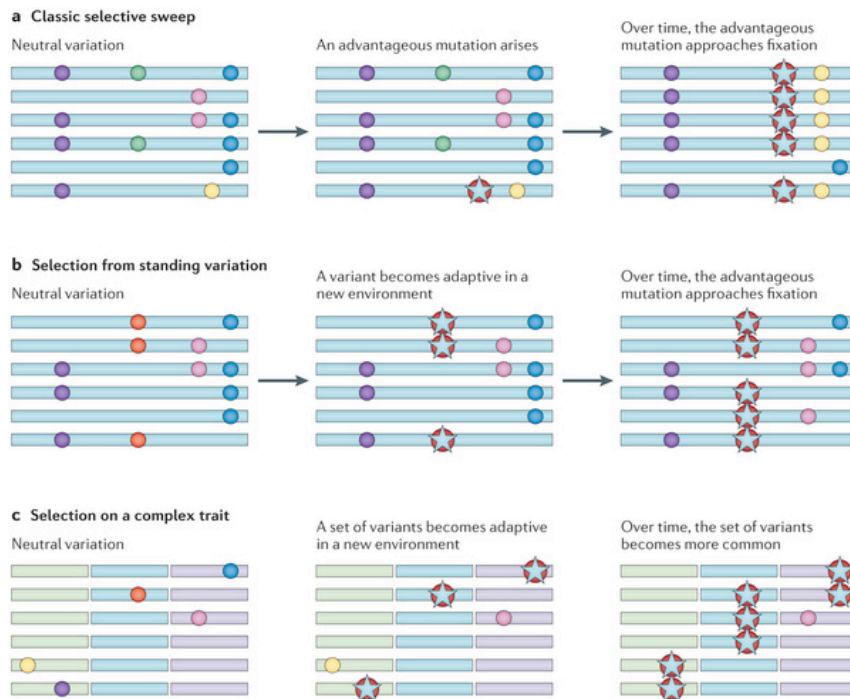 a Classic selective sweep
Neutral variation
An advantageous mutation arises
Over time, the advantageous
mutation approaches fixation
b Selection from standing variation
Neutral variation
A variant becomes adaptive in a
new environment
Over time, the advantageous
mutation approaches fixation
c Selection on a complex trait
Neutral variation
A set of variants becomes adaptive
in a new environment
Over time, the set of variants
becomes more common